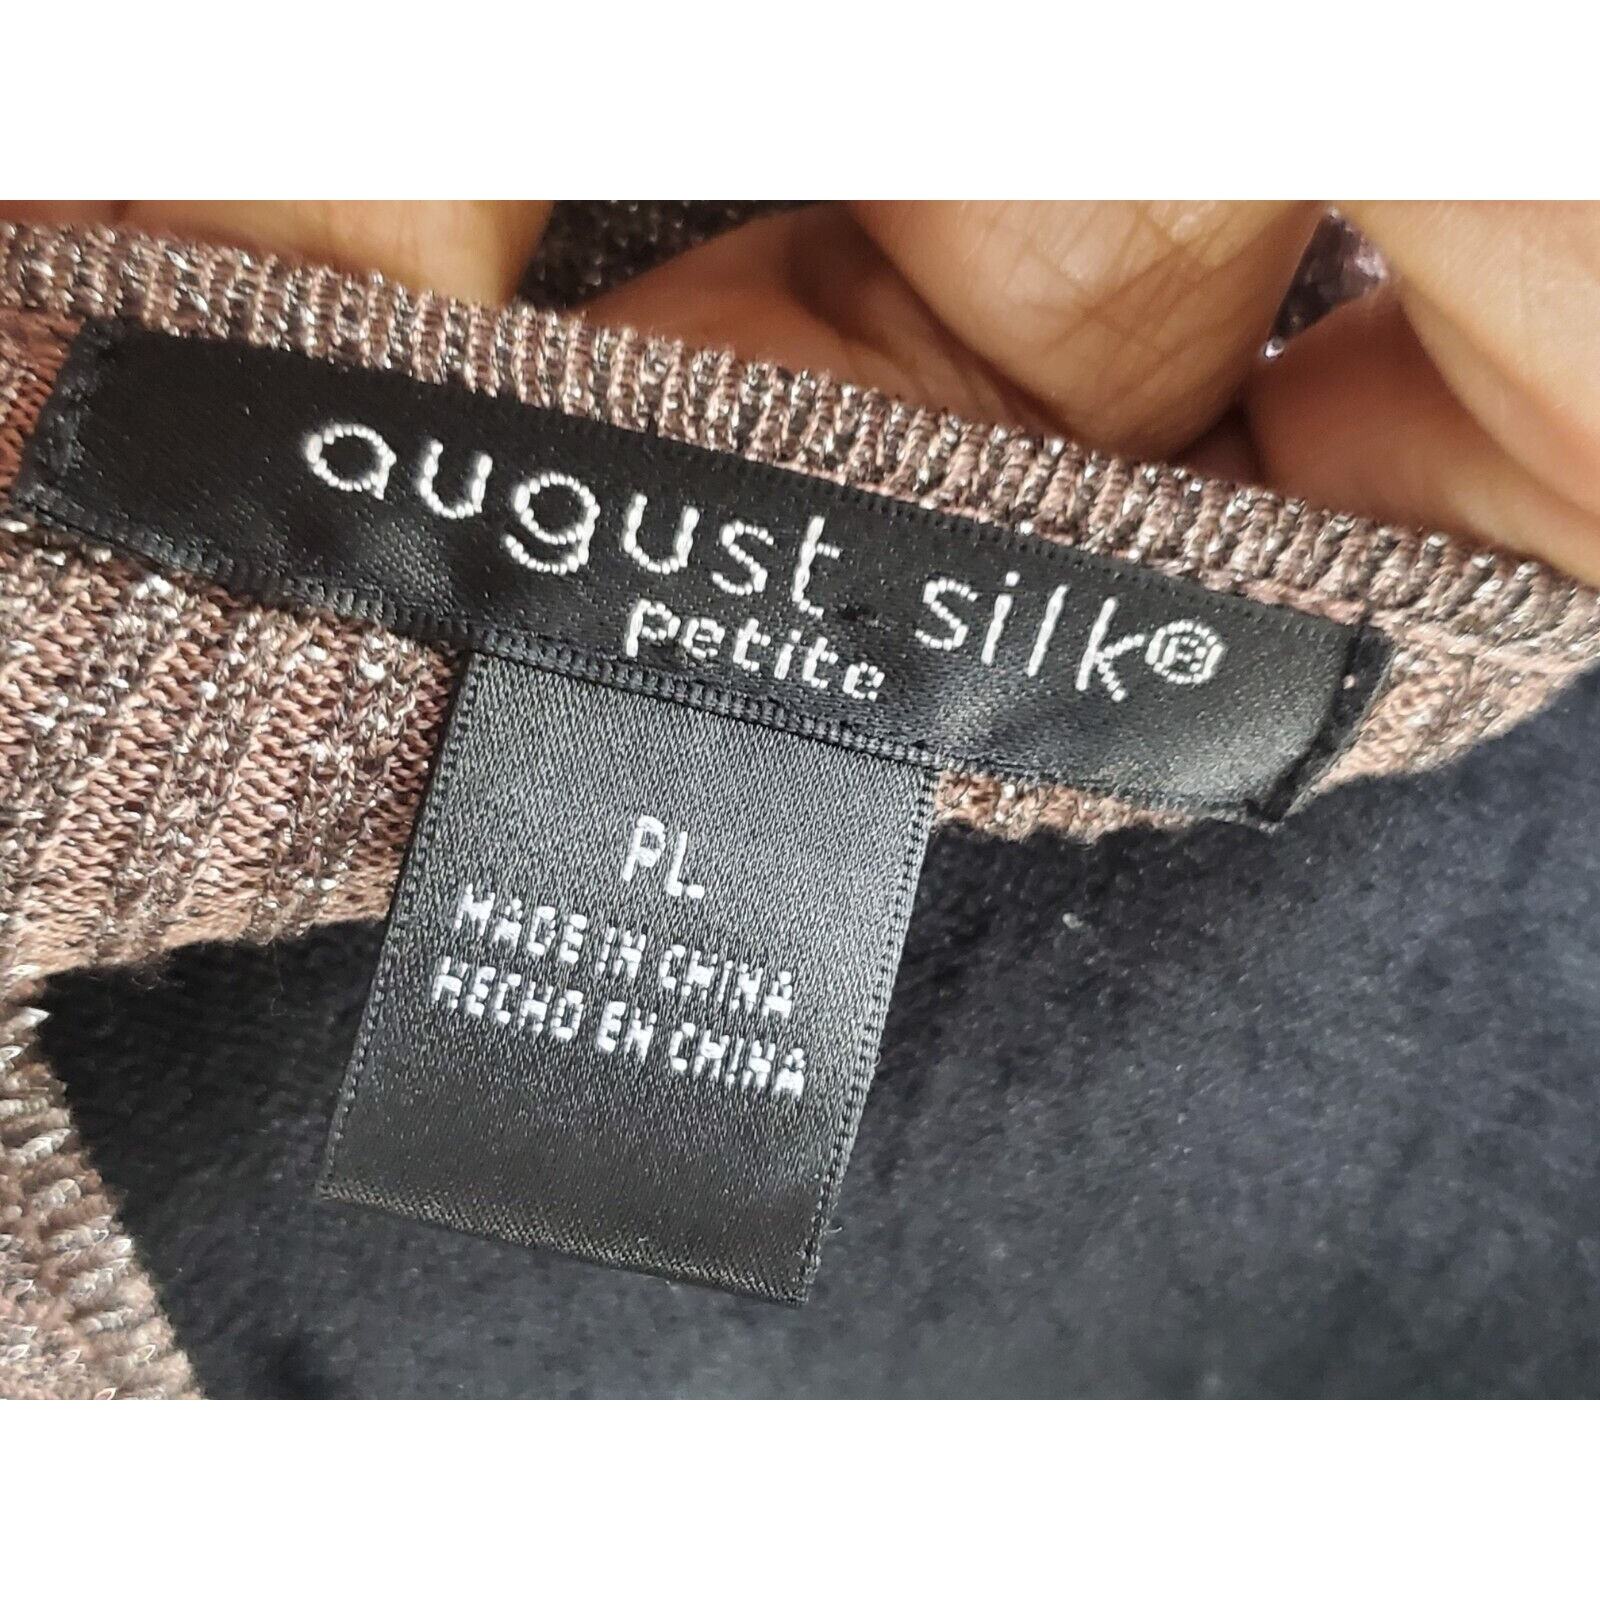 august silk®
petite
PL
MADE IN CHINA
HECHO EN CHINA